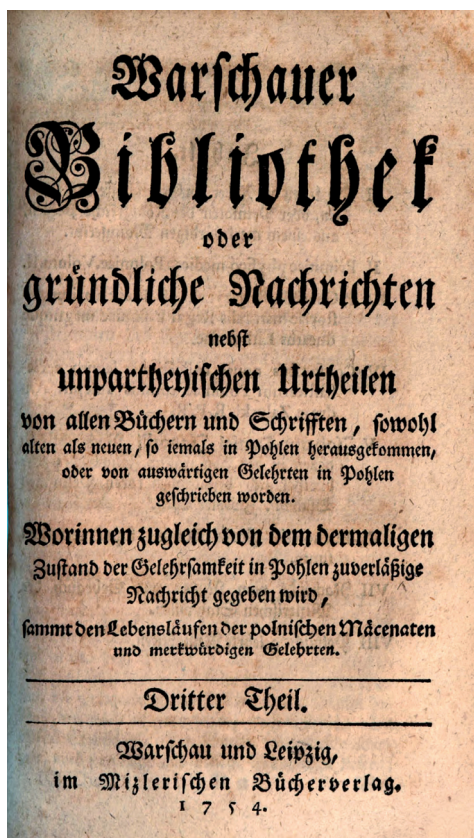 Warschauer
Bibliothek
oder
gründliche Nachrichten
nebst
unpartheyischen Urtheilen
von allen Büchern und Schrifften, sowohl
alten als neuen, so iemals in Pohlen herausgekommen,
oder von auswärtigen Gelehrten in Pohlen
geschrieben worden.
Worinnen zugleich von dem dermaligen
Zustand der Gelehrsamkeit in Pohlen zuverläßige
Nachricht gegeben wird,
sammt den Lebensläufen der polnischen Mäcenaten
und merkwürdigen Gelehrten.
Dritter Theil.
Warschau und Leipzig,
im Mizlerischen Bücherverlag.
1754.